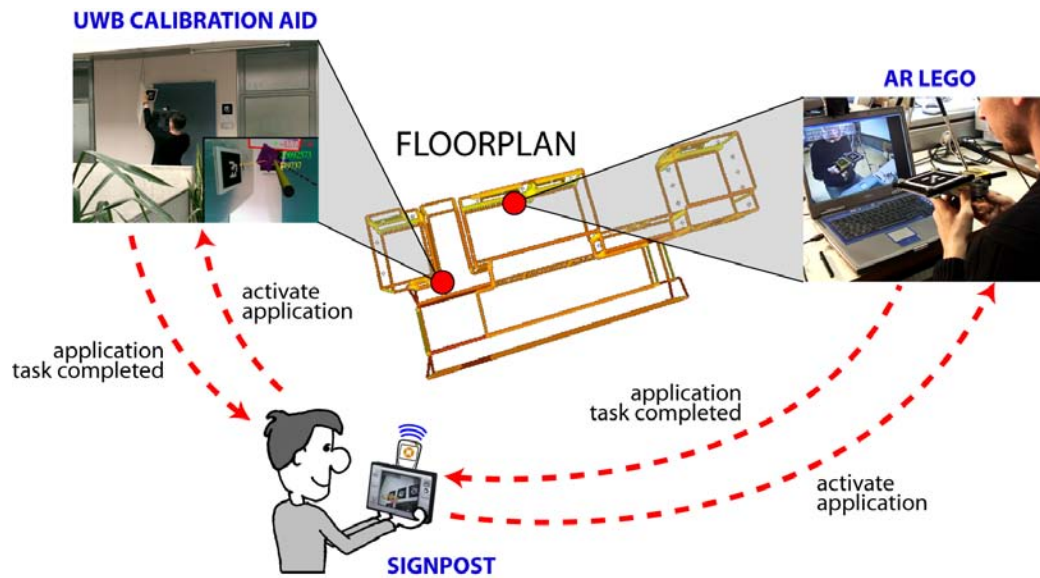 UWB CALIBRATION AID
AR LEGO
FLOORPLAN
activate
application
application
task completed
application
task completed
activate
application
SIGNPOST